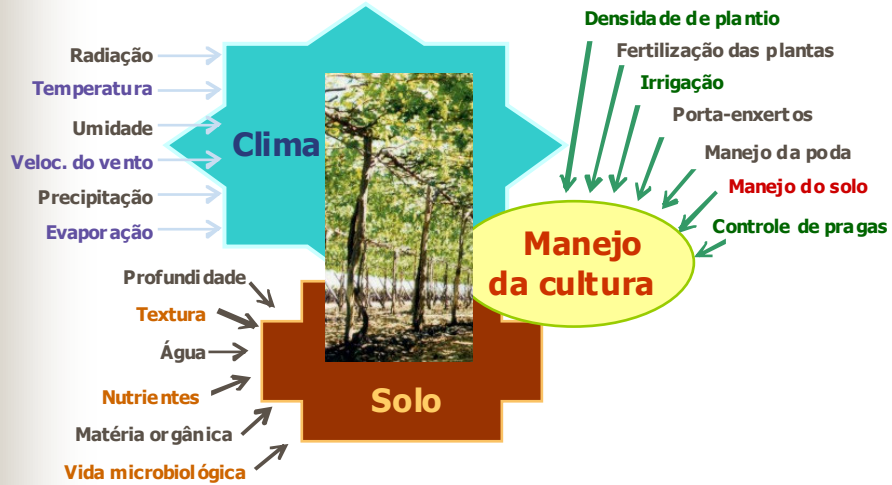 Radiação
Temperatura
Umidade
Veloc. do vento
Precipitação
Evaporação
Clima
Densidade de plantio
Fertilização das plantas
Irrigação
Porta-enxertos
Manejo da poda
Manejo do solo
Controle de pragas
Manejo
da cultura
Profundidade
Textura
Água
Nutrientes
Matéria orgânica
Vida microbiológica
Solo